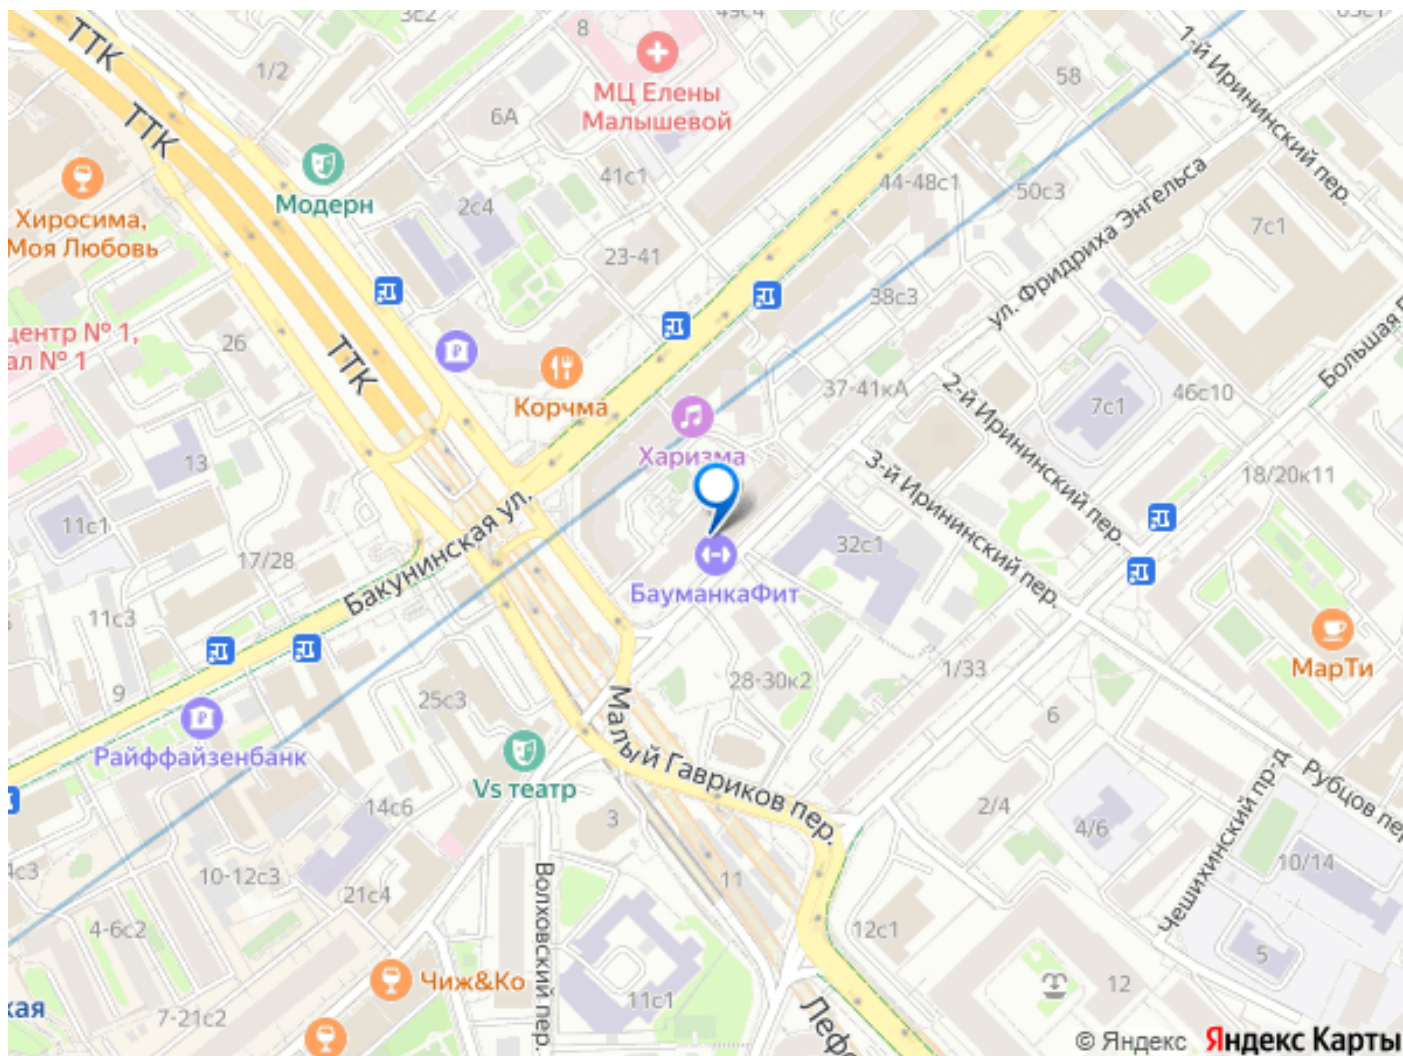 ТТК
ТТК
ТТК
3Е2
49с4
8
1/2
6А
МЦ Елены
Малышевой
58
1-й Ирининский пер.
Модерн
2с4
41с1
44-48с1
50с3
7с1
Хиросима,
Моя Любовь
23-41
38с3
ул. Фридриха Энгельса
центр № 1,
ал № 1
26
Корчма
37-41кА
2-й Ирининский пер.
7с1
46с10
Большая
Харизма
3-й Ирининский пер.
18/20к11
13
11с1
Бакунинская ул.
32с1
17/28
БауманкаФит
11с3
9
28-30к2
1/33
МарТи
25с3
6
Райффайзенбанк
Малый Гавриков пер.
Vs театр
14с6
3
2/4
4/6
Чешихинский пр-д
Рубцов пер
4с3
10-12с3
21с4
11
10/14
4-6с2
Волховский пер.
12с1
5
Чиж&Ко
11с1
12
кая
7-21с2
Лефо
© Яндекс Яндекс Карты